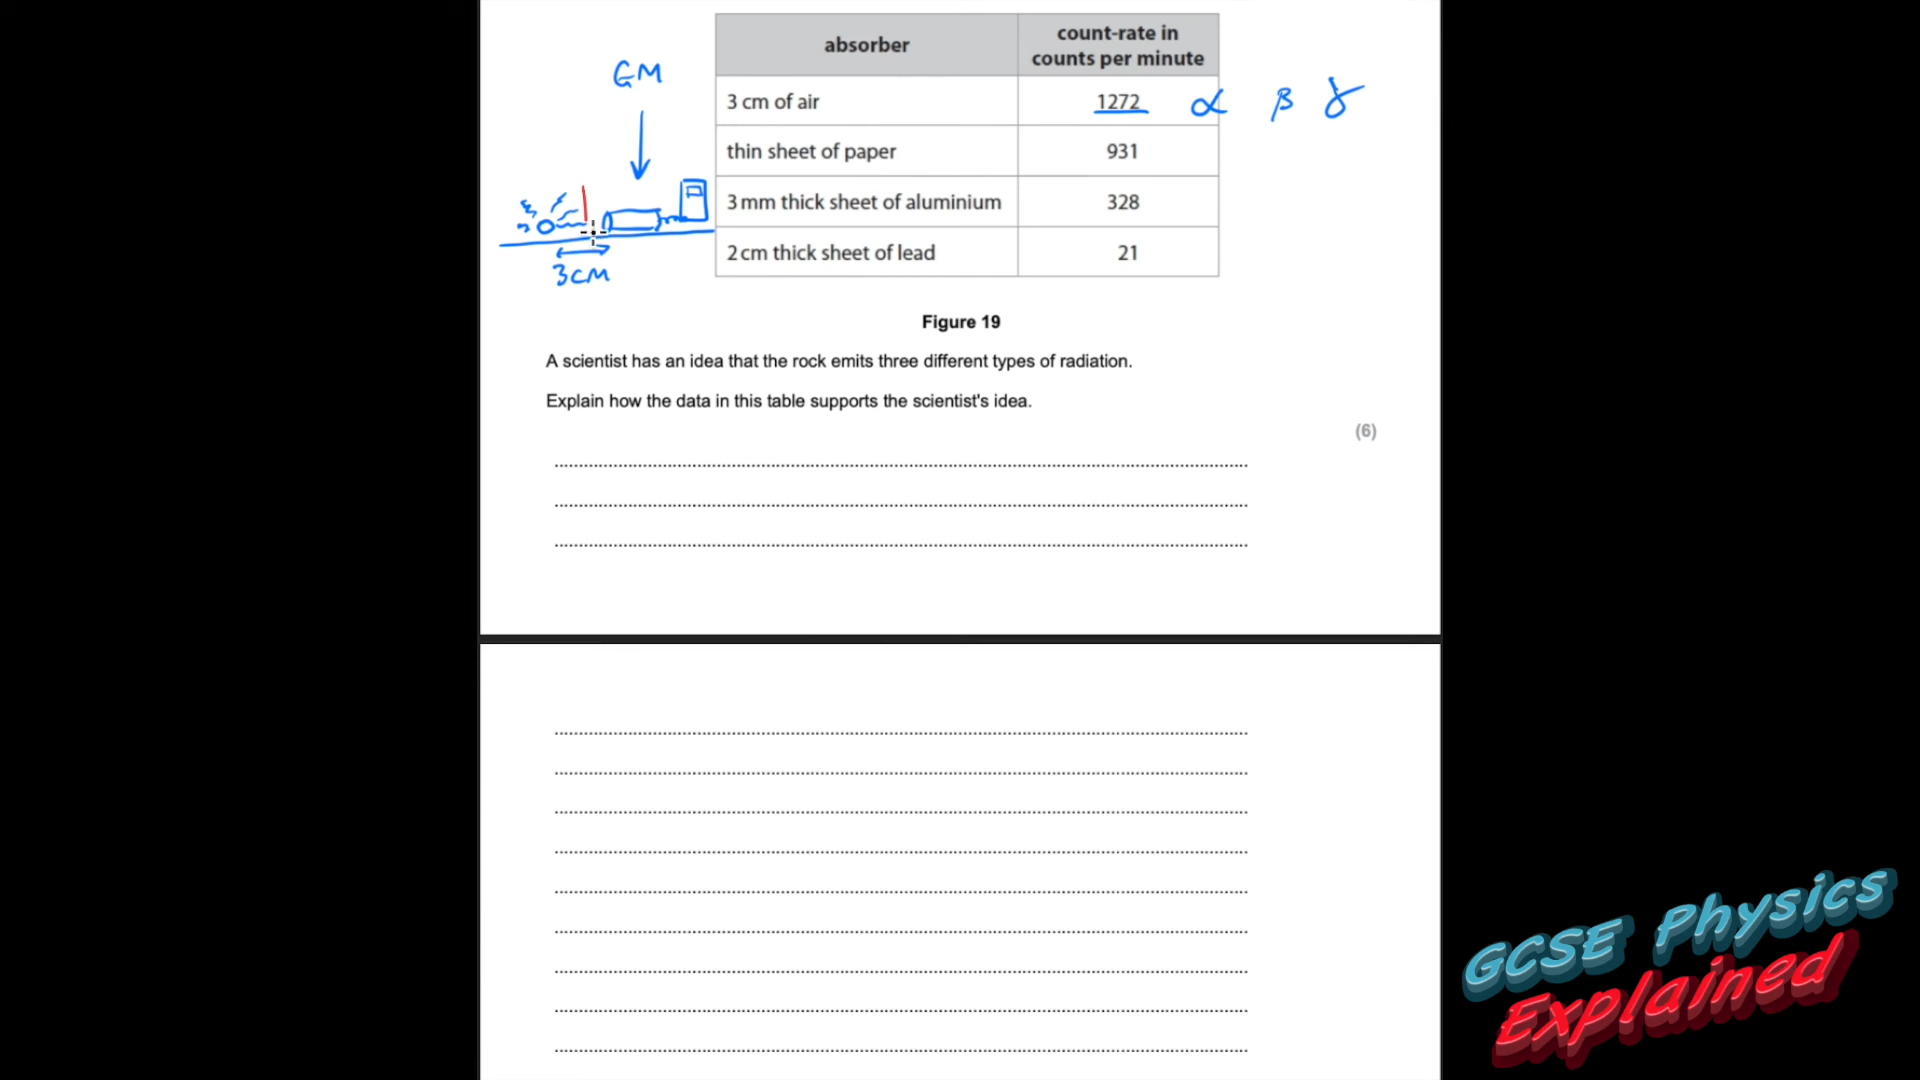 absorber
count-rate in
counts per minute
GM
3 cm of air 1272 α β γ
thin sheet of paper 931
3 mm thick sheet of aluminium 328
2 cm thick sheet of lead 21
3CM
Figure 19
A scientist has an idea that the rock emits three different types of radiation.
Explain how the data in this table supports the scientist's idea.
(6)
GCSE Physics
Explained